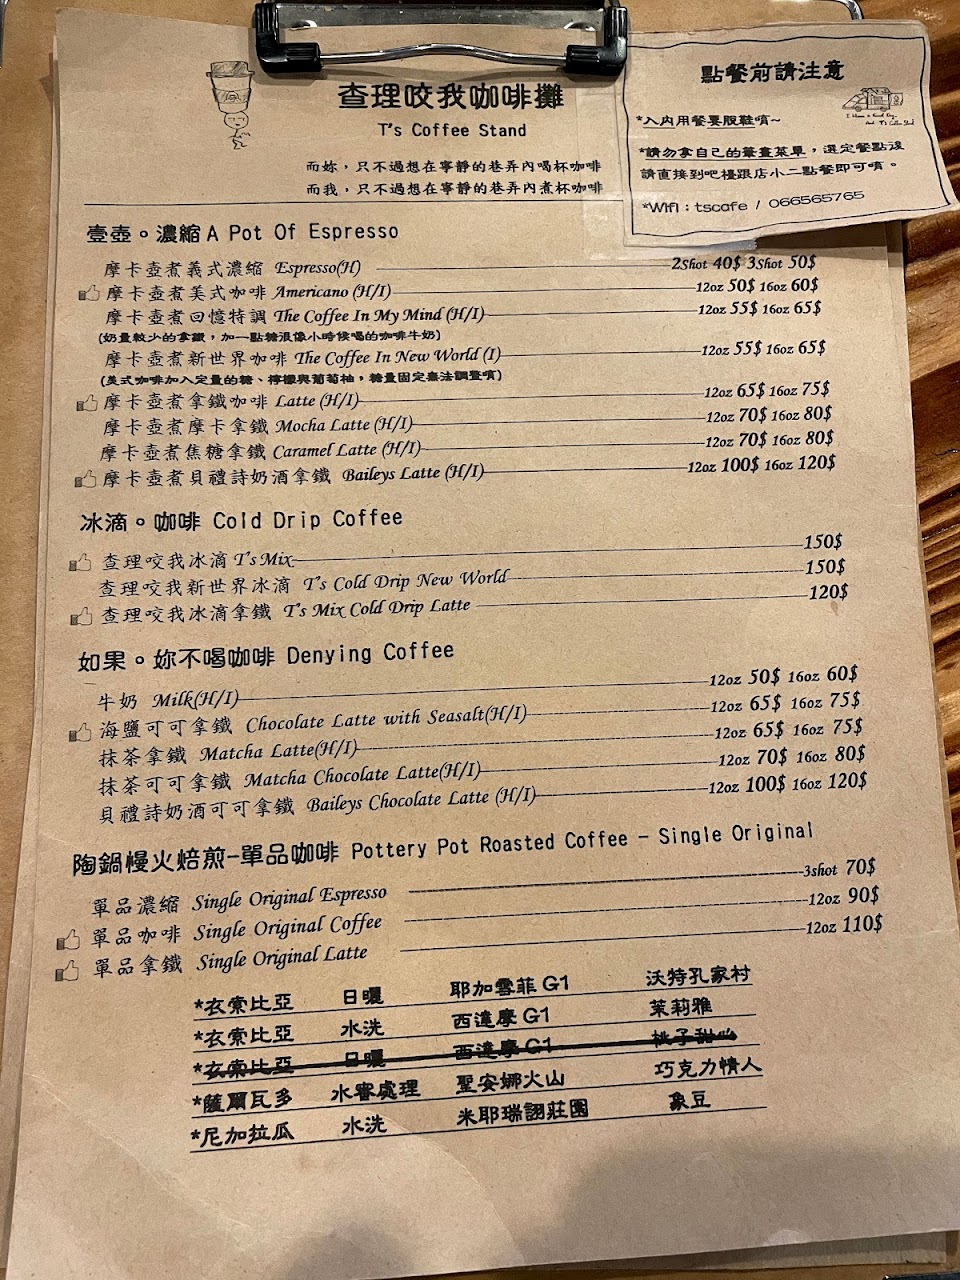 查理咬我咖啡攤
T's Coffee Stand
而妳，只不過想在寧靜的巷弄內喝杯咖啡
而我，只不過想在寧靜的巷弄內煮杯咖啡
點餐前請注意
*入內用餐要脫鞋唷~
*請勿拿自己的筆畫菜單，選定餐點後
請直接到吧檯跟店小二點餐即可唷。
*Wifi：tscafe / 066565765
壹壺。濃縮 A Pot Of Espresso
摩卡壺煮義式濃縮 Espresso(H) 2Shot 40$ 3Shot 50$
摩卡壺煮美式咖啡 Americano (H/I) 12oz 50$ 16oz 60$
摩卡壺煮回憶特調 The Coffee In My Mind (H/I) 12oz 55$ 16oz 65$
(奶量較少的拿鐵，加一點糖很像小時候喝的咖啡牛奶)
摩卡壺煮新世界咖啡 The Coffee In New World (I) 12oz 55$ 16oz 65$
(美式咖啡加入定量的糖、檸檬與葡萄柚，糖量固定無法調整唷)
摩卡壺煮拿鐵咖啡 Latte (H/I) 12oz 65$ 16oz 75$
摩卡壺煮摩卡拿鐵 Mocha Latte (H/I) 12oz 70$ 16oz 80$
摩卡壺煮焦糖拿鐵 Caramel Latte (H/I) 12oz 70$ 16oz 80$
摩卡壺煮貝禮詩奶酒拿鐵 Baileys Latte (H/I) 12oz 100$ 16oz 120$
冰滴。咖啡 Cold Drip Coffee
查理咬我冰滴 T's Mix 150$
查理咬我新世界冰滴 T's Cold Drip New World 150$
查理咬我冰滴拿鐵 T's Mix Cold Drip Latte 120$
如果。妳不喝咖啡 Denying Coffee
牛奶 Milk(H/I) 12oz 50$ 16oz 60$
海鹽可可拿鐵 Chocolate Latte with Seasalt(H/I) 12oz 65$ 16oz 75$
抹茶拿鐵 Matcha Latte(H/I) 12oz 65$ 16oz 75$
抹茶可可拿鐵 Matcha Chocolate Latte(H/I) 12oz 70$ 16oz 80$
貝禮詩奶酒可可拿鐵 Baileys Chocolate Latte (H/I) 12oz 100$ 16oz 120$
陶鍋慢火焙煎-單品咖啡 Pottery Pot Roasted Coffee - Single Original
單品濃縮 Single Original Espresso 3shot 70$
單品咖啡 Single Original Coffee 12oz 90$
單品拿鐵 Single Original Latte 12oz 110$
*衣索比亞 日曬 耶加雪菲 G1 沃特孔家村
*衣索比亞 水洗 西達摩 G1 茉莉雅
*衣索比亞 日曬 西達摩 G1 桃子甜心
*薩爾瓦多 水審處理 聖安娜火山 巧克力情人
*尼加拉瓜 水洗 米耶瑞詡莊園 象豆